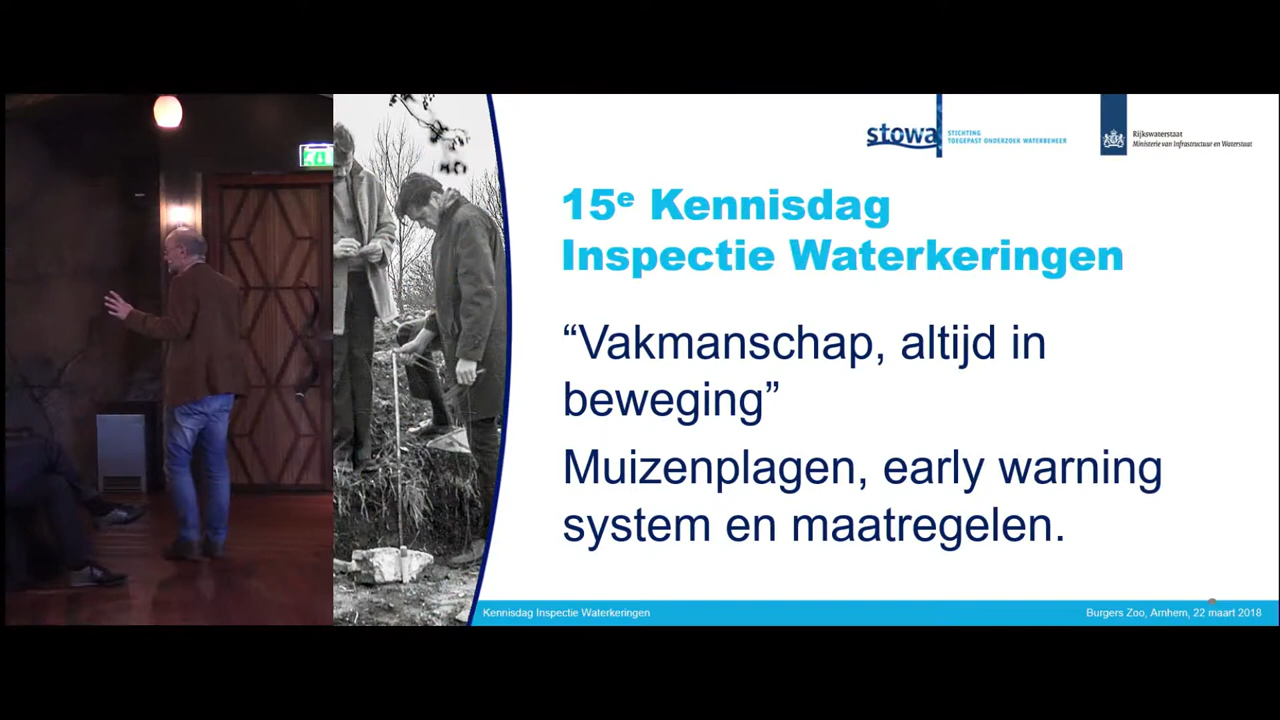 stowa
STICHTING
TOEGEPAST ONDERZOEK WATERBEHEER
Rijkswaterstaat
Ministerie van Infrastructuur en Waterstaat
15e Kennisdag
Inspectie Waterkeringen
“Vakmanschap, altijd in
beweging”
Muizenplagen, early warning
system en maatregelen.
Kennisdag Inspectie Waterkeringen
Burgers Zoo, Arnhem, 22 maart 2018